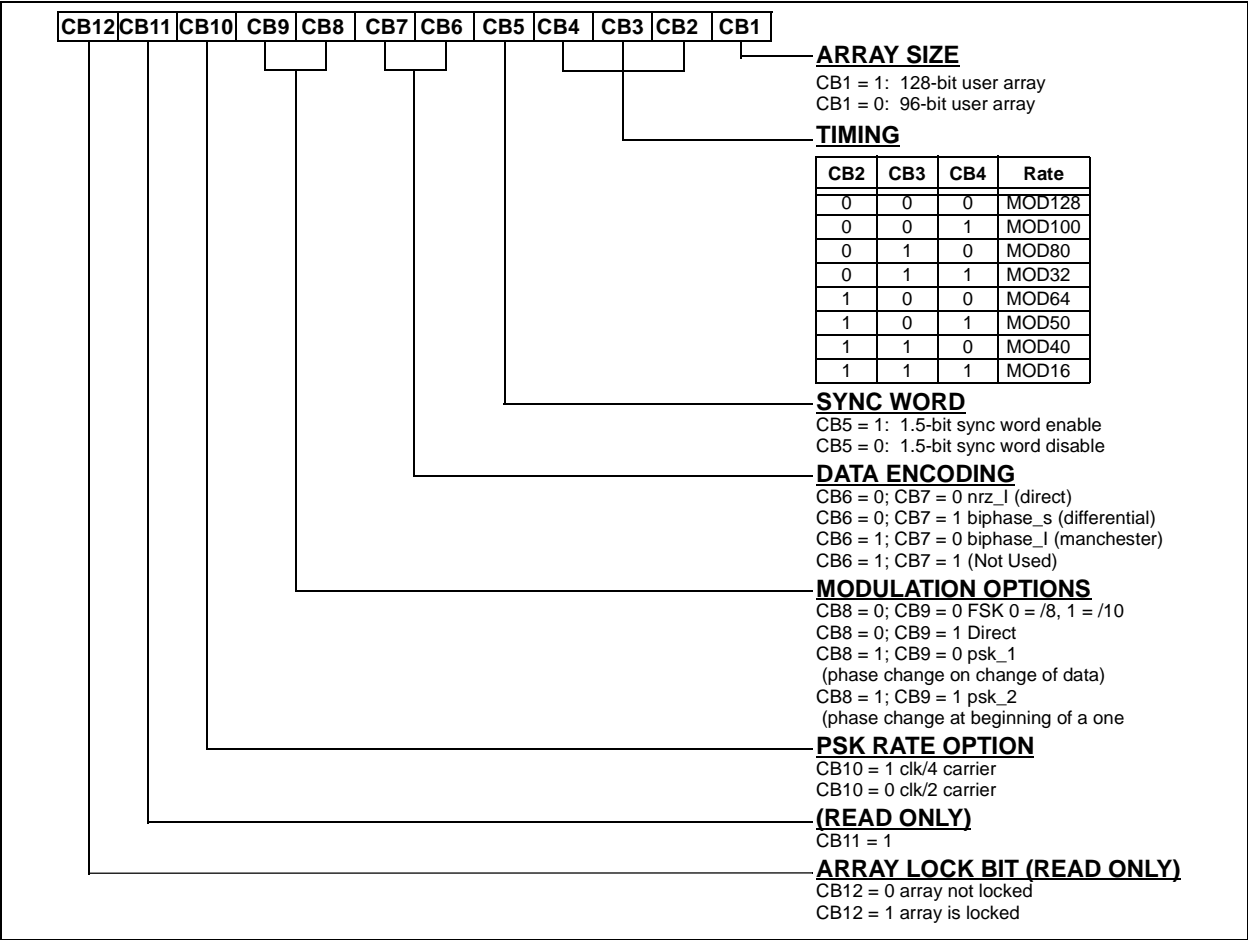 CB12 CB11 CB10 CB9 CB8 CB7 CB6 CB5 CB4 CB3 CB2 CB1
ARRAY SIZE
CB1 = 1: 128-bit user array
CB1 = 0: 96-bit user array
TIMING
CB2 CB3 CB4 Rate
0 0 0 MOD128
0 0 1 MOD100
0 1 0 MOD80
0 1 1 MOD32
1 0 0 MOD64
1 0 1 MOD50
1 1 0 MOD40
1 1 1 MOD16
SYNC WORD
CB5 = 1: 1.5-bit sync word enable
CB5 = 0: 1.5-bit sync word disable
DATA ENCODING
CB6 = 0; CB7 = 0 nrz_l (direct)
CB6 = 0; CB7 = 1 biphase_s (differential)
CB6 = 1; CB7 = 0 biphase_l (manchester)
CB6 = 1; CB7 = 1 (Not Used)
MODULATION OPTIONS
CB8 = 0; CB9 = 0 FSK 0 = /8, 1 = /10
CB8 = 0; CB9 = 1 Direct
CB8 = 1; CB9 = 0 psk_1
(phase change on change of data)
CB8 = 1; CB9 = 1 psk_2
(phase change at beginning of a one
PSK RATE OPTION
CB10 = 1 clk/4 carrier
CB10 = 0 clk/2 carrier
(READ ONLY)
CB11 = 1
ARRAY LOCK BIT (READ ONLY)
CB12 = 0 array not locked
CB12 = 1 array is locked